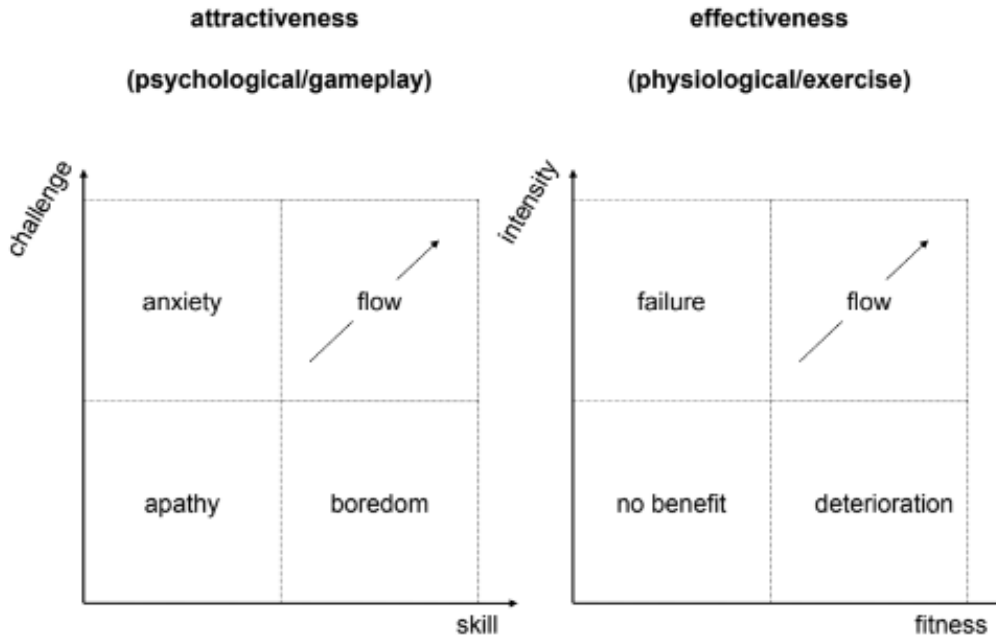 attractiveness
(psychological/gameplay)
challenge
anxiety
flow
apathy
boredom
skill
effectiveness
(physiological/exercise)
intensity
failure
flow
no benefit
deterioration
fitness